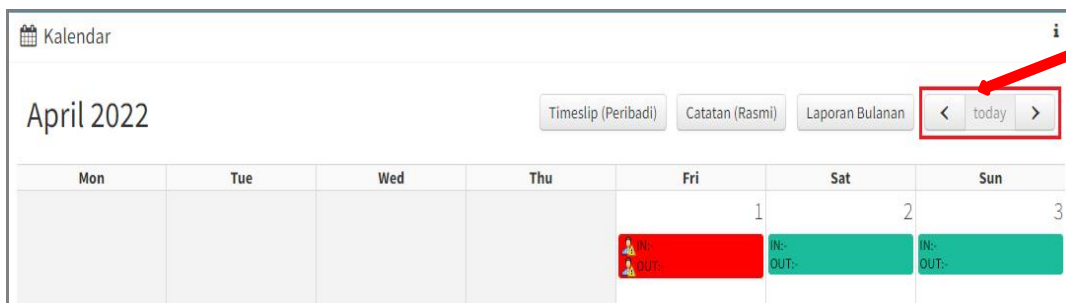 Kalendar i
April 2022 Timeslip (Peribadi) Catatan (Rasmi) Laporan Bulanan < today >
Mon Tue Wed Thu Fri Sat Sun
1 2 3
IN:- IN:- IN:-
OUT:- OUT:- OUT:-